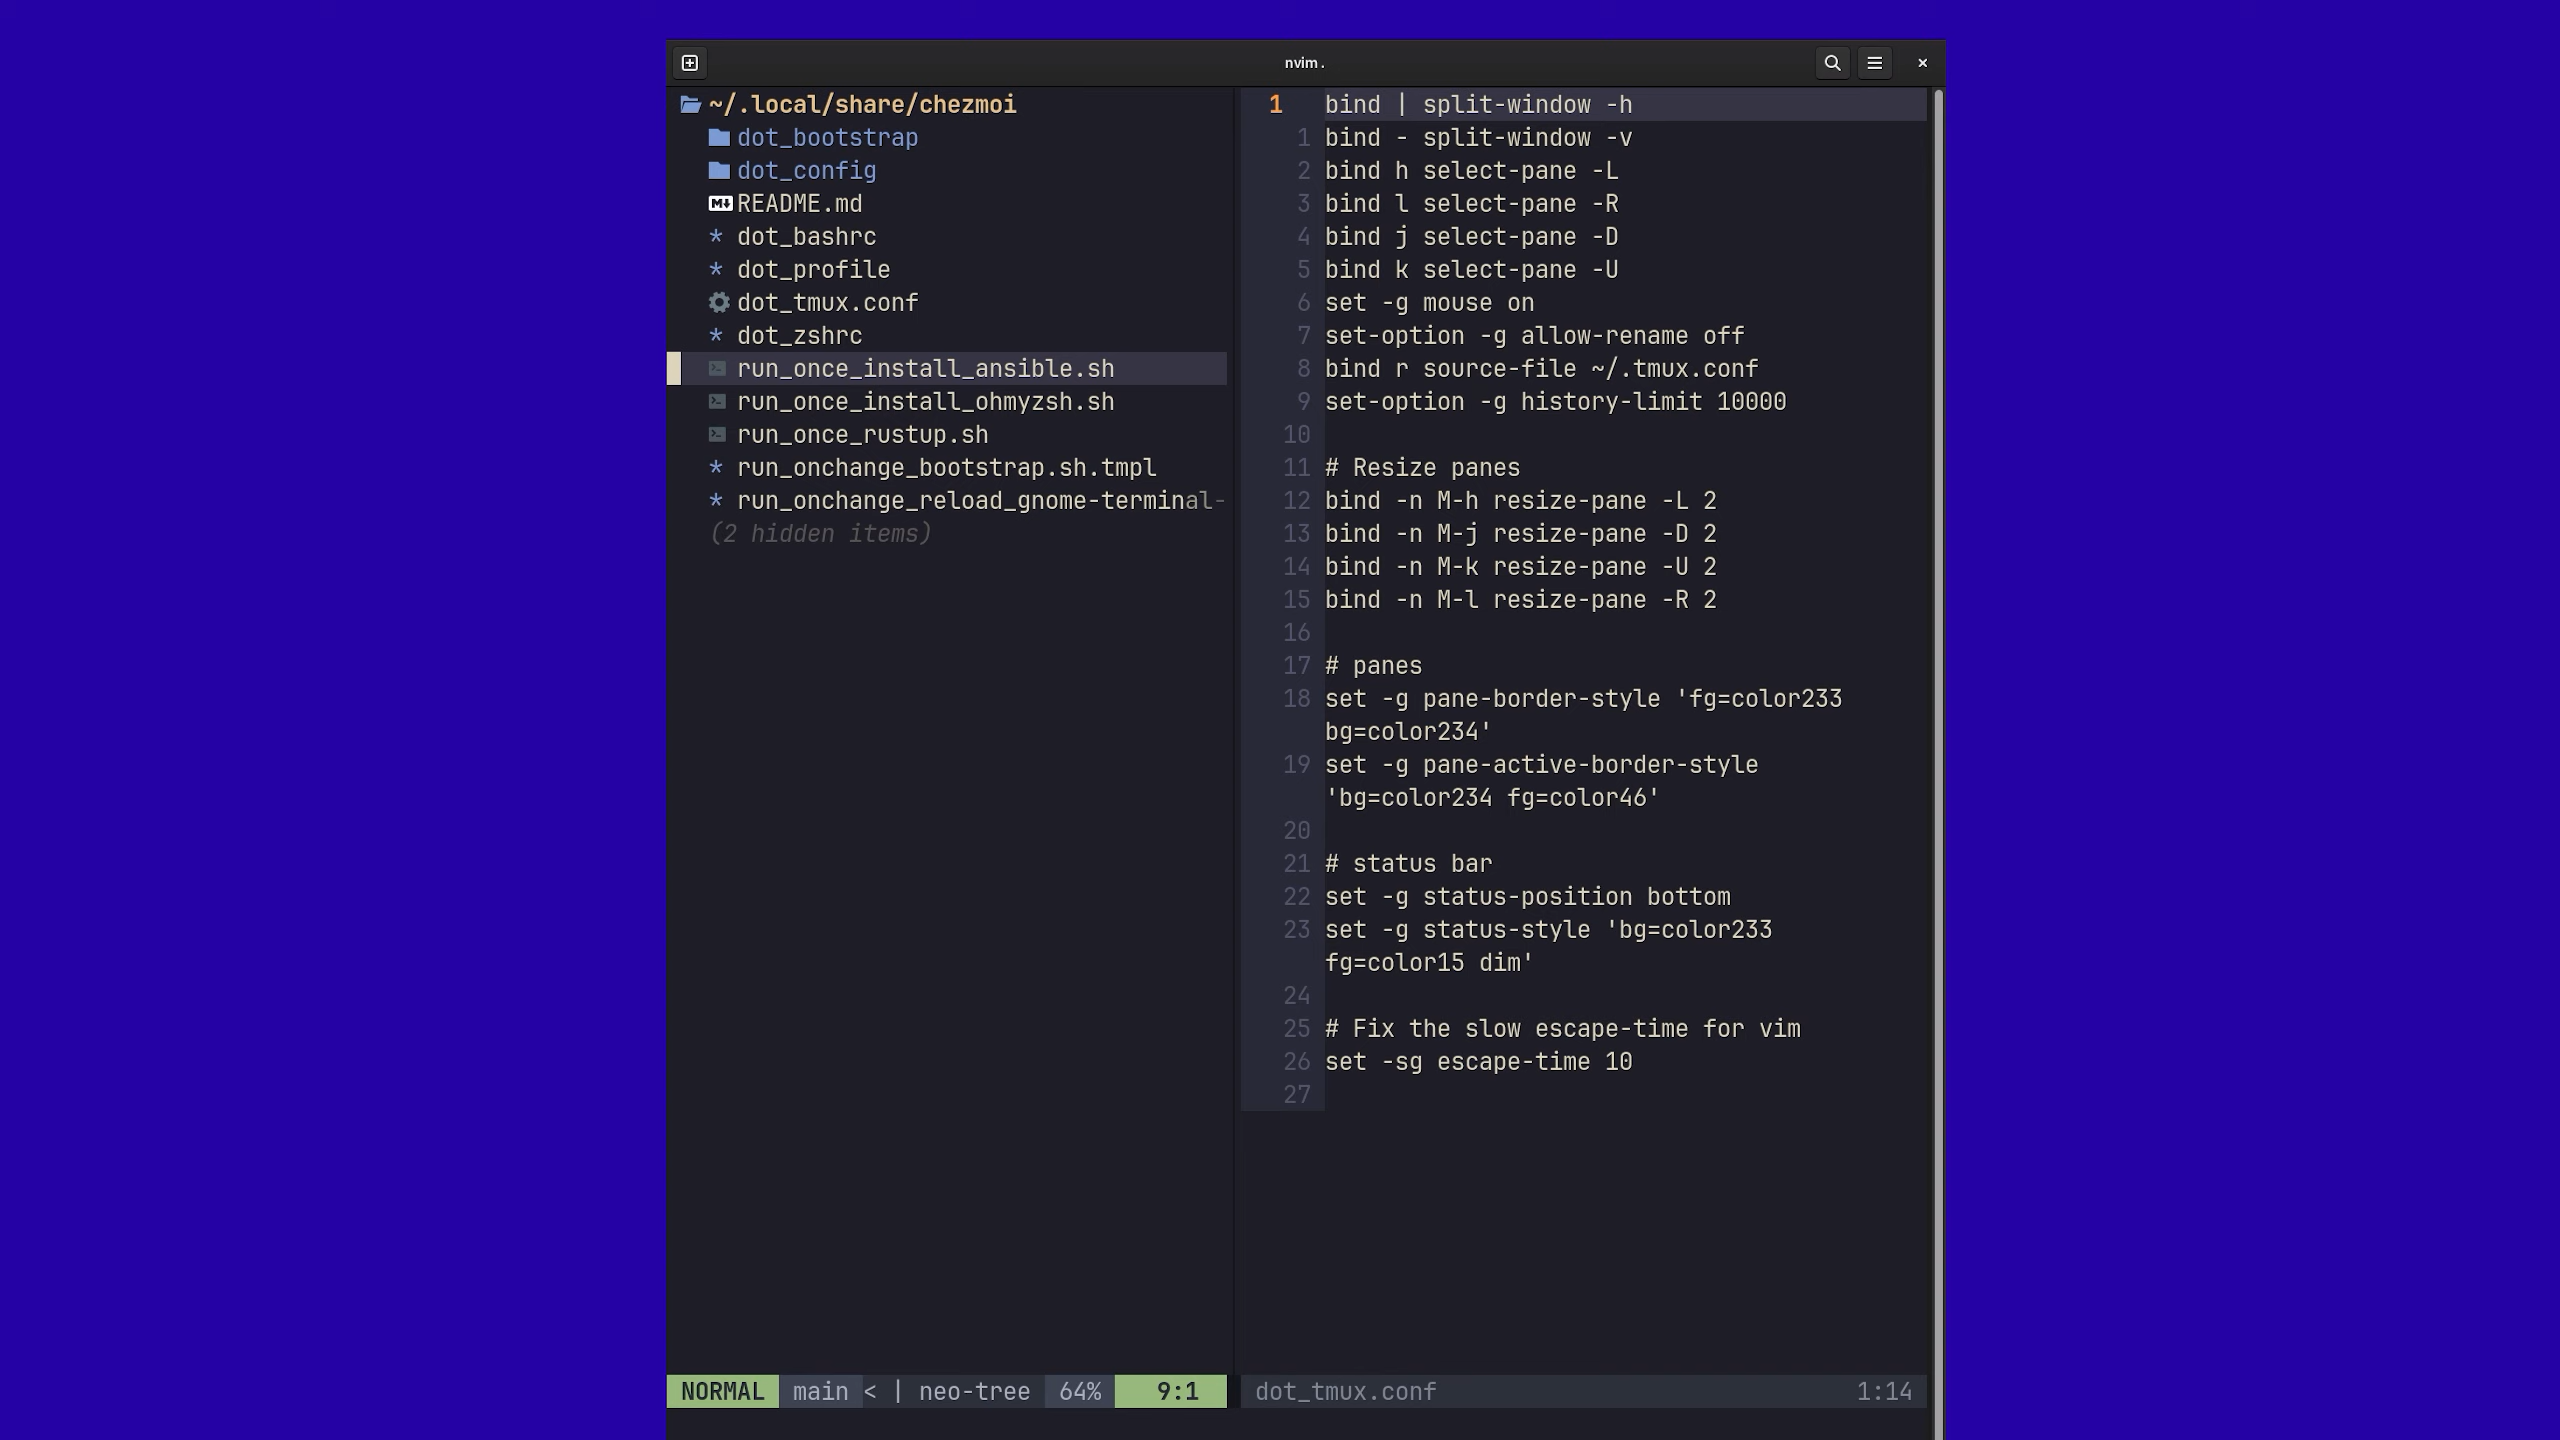 nvim .
~/.local/share/chezmoi
dot_bootstrap
dot_config
README.md
* dot_bashrc
* dot_profile
dot_tmux.conf
* dot_zshrc
run_once_install_ansible.sh
run_once_install_ohmyzsh.sh
run_once_rustup.sh
* run_onchange_bootstrap.sh.tmpl
* run_onchange_reload_gnome-terminal-
(2 hidden items)
NORMAL main < | neo-tree 64% 9:1
1 bind | split-window -h
1 bind - split-window -v
2 bind h select-pane -L
3 bind l select-pane -R
4 bind j select-pane -D
5 bind k select-pane -U
6 set -g mouse on
7 set-option -g allow-rename off
8 bind r source-file ~/.tmux.conf
9 set-option -g history-limit 10000
10
11 # Resize panes
12 bind -n M-h resize-pane -L 2
13 bind -n M-j resize-pane -D 2
14 bind -n M-k resize-pane -U 2
15 bind -n M-l resize-pane -R 2
16
17 # panes
18 set -g pane-border-style 'fg=color233
bg=color234'
19 set -g pane-active-border-style
'bg=color234 fg=color46'
20
21 # status bar
22 set -g status-position bottom
23 set -g status-style 'bg=color233
fg=color15 dim'
24
25 # Fix the slow escape-time for vim
26 set -sg escape-time 10
27
dot_tmux.conf 1:14